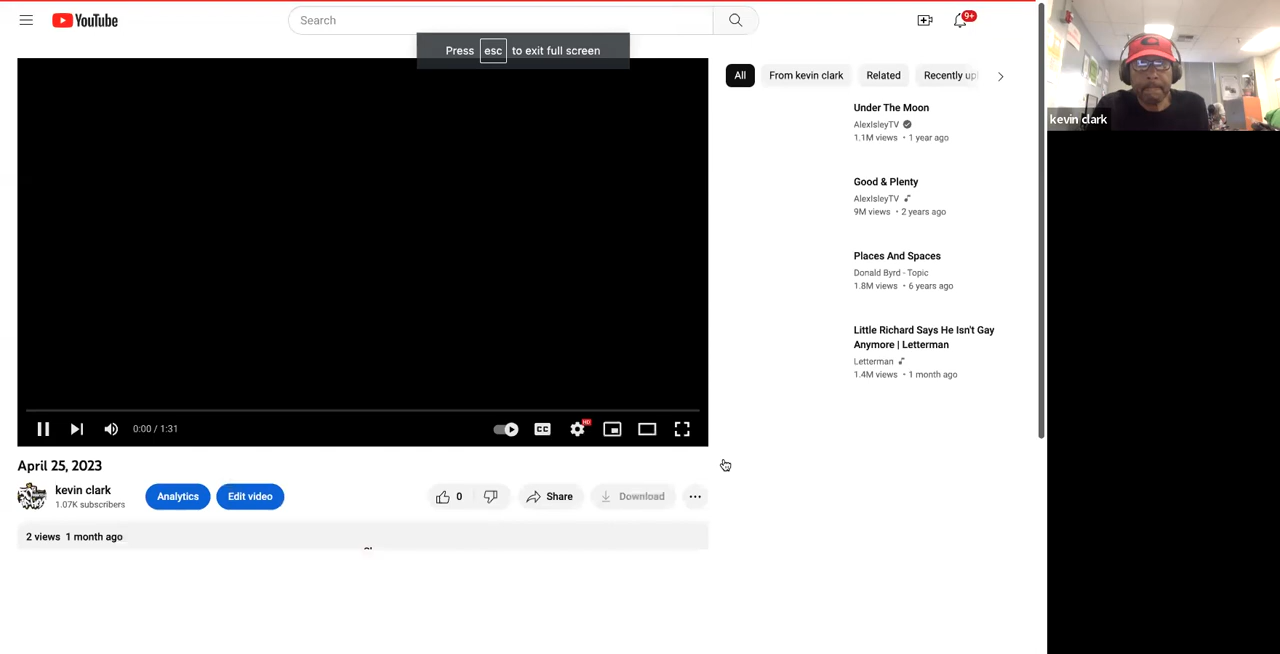 YouTube
Search
9+
Press esc to exit full screen
All
From kevin clark
Related
Recently up
Under The Moon
AlexIsleyTV
1.1M views • 1 year ago
Good & Plenty
AlexIsleyTV
9M views • 2 years ago
Places And Spaces
Donald Byrd - Topic
1.8M views • 6 years ago
Little Richard Says He Isn't Gay
Anymore | Letterman
Letterman
1.4M views • 1 month ago
kevin clark
0:00 / 1:31
CC
HD
April 25, 2023
kevin clark
1.07K subscribers
Analytics
Edit video
0
Share
Download
2 views 1 month ago